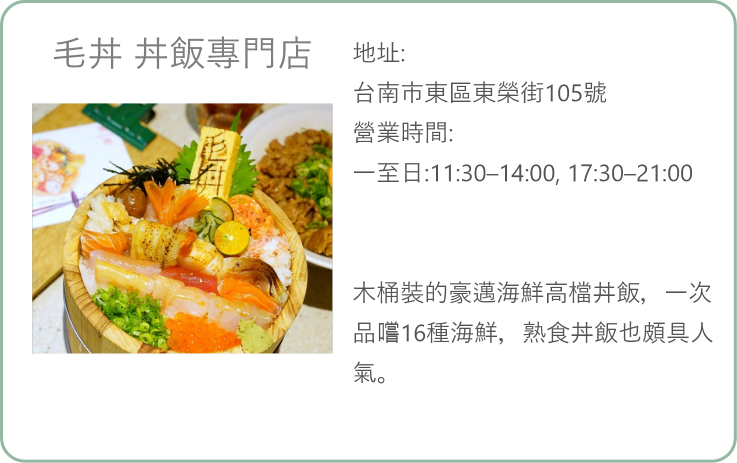 毛丼 丼飯專門店
毛丼
地址:
台南市東區東榮街105號
營業時間:
一至日:11:30–14:00, 17:30–21:00
木桶裝的豪邁海鮮高檔丼飯，一次
品嚐16種海鮮，熟食丼飯也頗具人
氣。